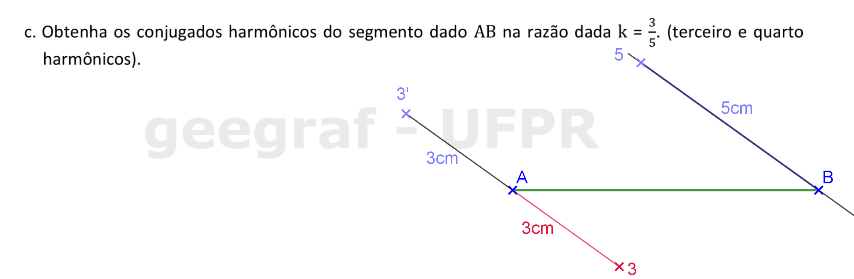 c. Obtenha os conjugados harmônicos do segmento dado AB na razão dada k = 3/5. (terceiro e quarto
harmônicos).
5
3'
5cm
geegraf - UFPR
3cm
A
B
3cm
3